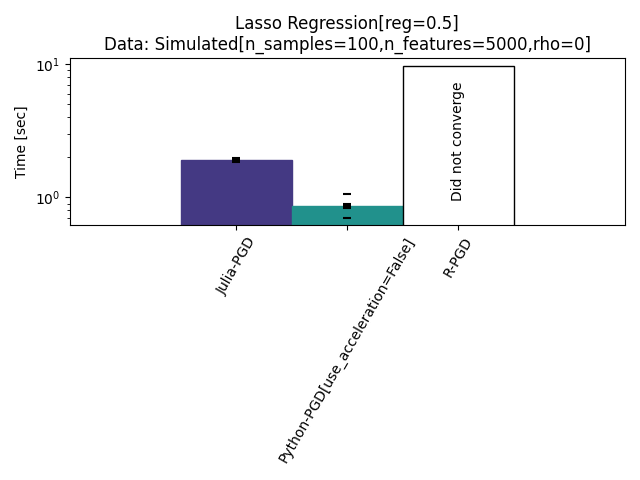 Lasso Regression[reg=0.5]
Data: Simulated[n_samples=100,n_features=5000,rho=0]
Time [sec]
10¹
10⁰
Did not converge
Julia-PGD
Python-PGD[use_acceleration=False]
R-PGD